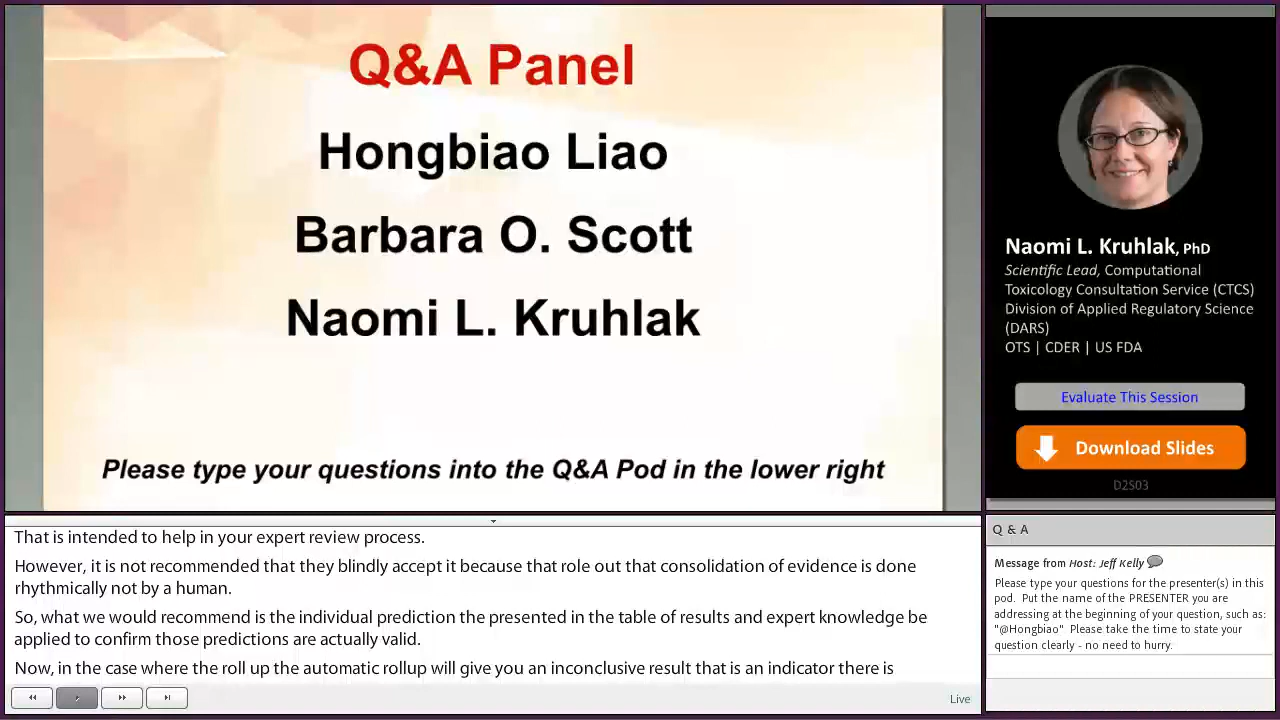 Q&A Panel
Hongbiao Liao
Barbara O. Scott
Naomi L. Kruhlak
Please type your questions into the Q&A Pod in the lower right
Naomi L. Kruhlak, PhD
Scientific Lead, Computational
Toxicology Consultation Service (CTCS)
Division of Applied Regulatory Science
(DARS)
OTS | CDER | US FDA
Evaluate This Session
Download Slides
D2S03
That is intended to help in your expert review process.
However, it is not recommended that they blindly accept it because that role out that consolidation of evidence is done
rhythmically not by a human.
So, what we would recommend is the individual prediction the presented in the table of results and expert knowledge be
applied to confirm those predictions are actually valid.
Now, in the case where the roll up the automatic rollup will give you an inconclusive result that is an indicator there is
Live
Q & A
Message from Host: Jeff Kelly
Please type your questions for the presenter(s) in this
pod. Put the name of the PRESENTER you are
addressing at the beginning of your question, such as:
"@Hongbiao" Please take the time to state your
question clearly - no need to hurry.